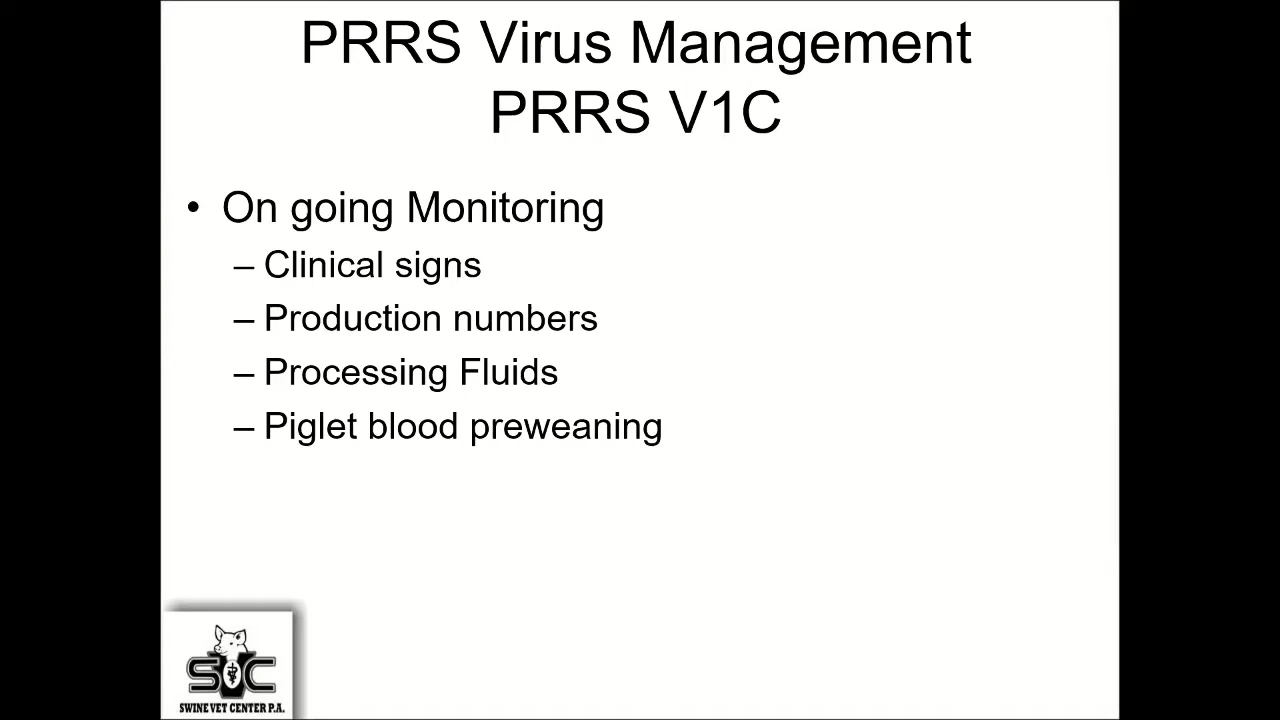 PRRS Virus Management
PRRS V1C
• On going Monitoring
– Clinical signs
– Production numbers
– Processing Fluids
– Piglet blood preweaning
SVC
SWINE VET CENTER P.A.